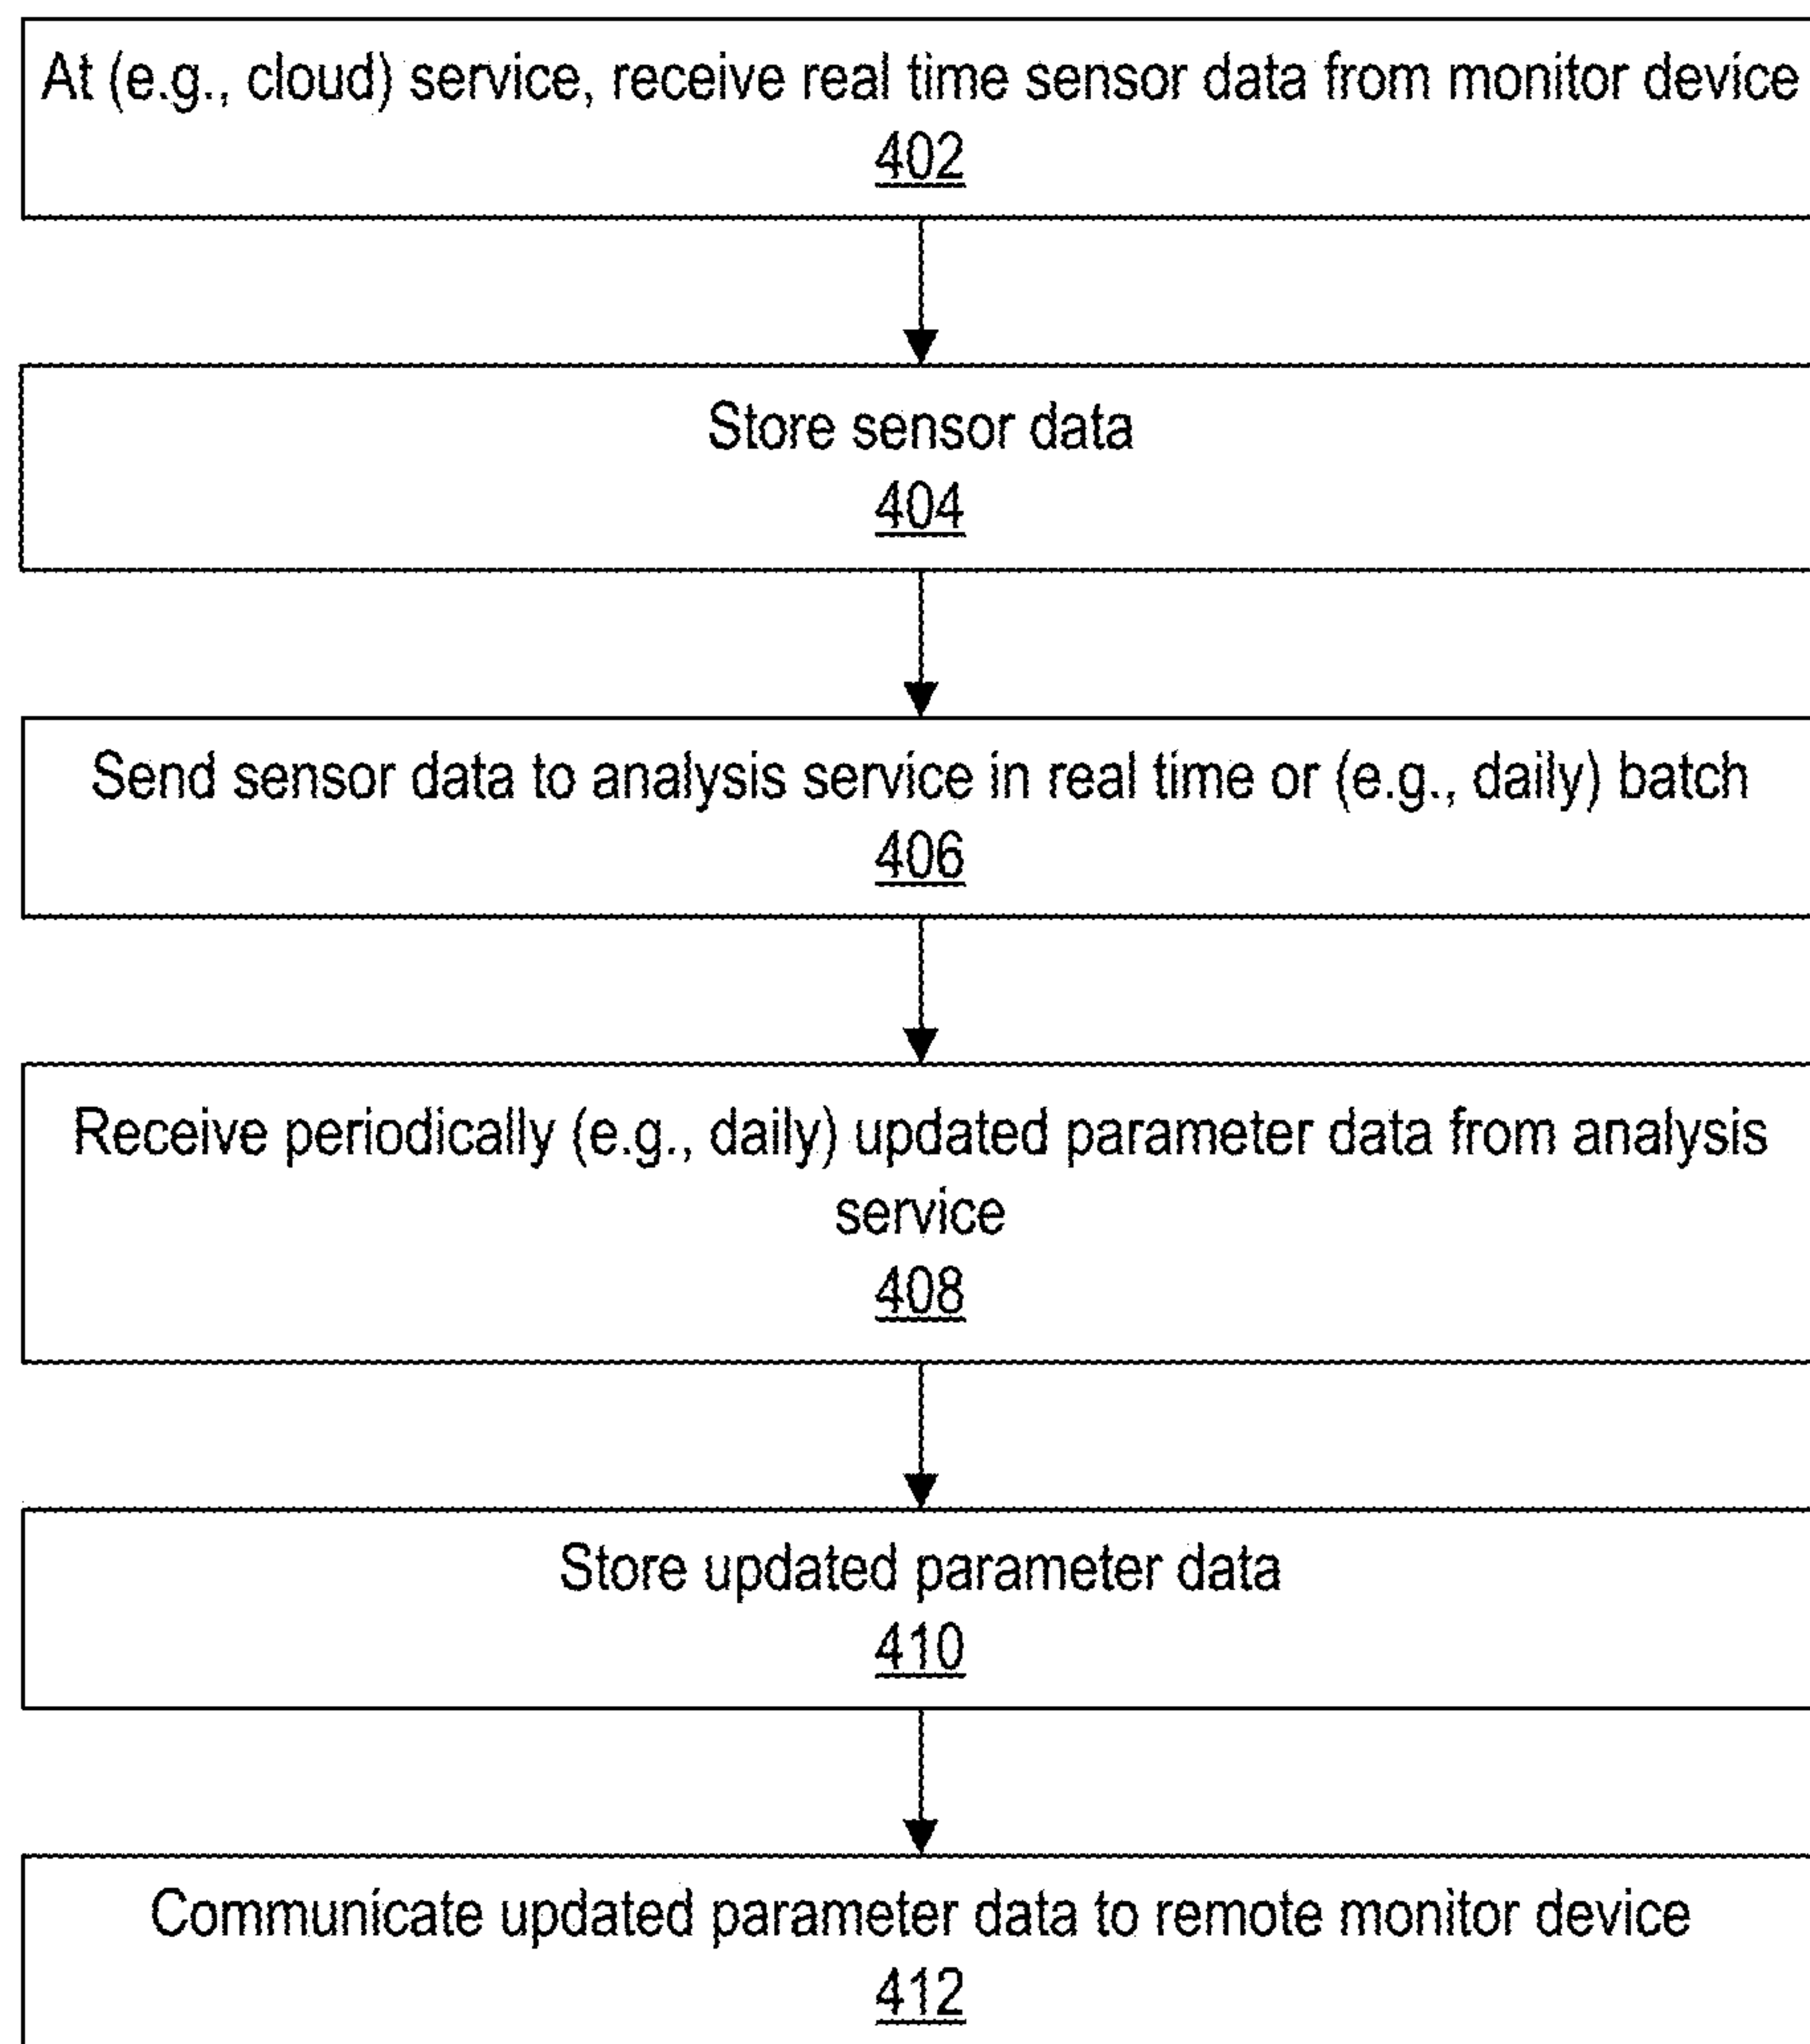 At (e.g., cloud) service, receive real time sensor data from monitor device
402
Store sensor data
404
Send sensor data to analysis service in real time or (e.g., daily) batch
406
Receive periodically (e.g., daily) updated parameter data from analysis
service
408
Store updated parameter data
410
Communicate updated parameter data to remote monitor device
412